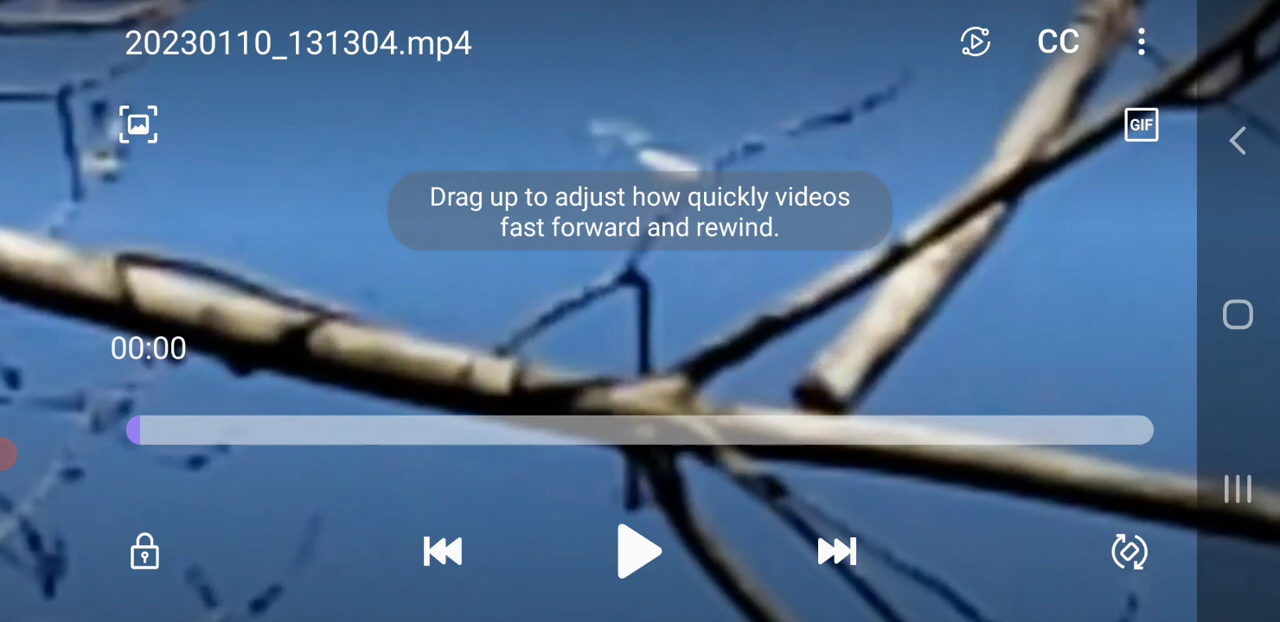 20230110_131304.mp4
CC
GIF
Drag up to adjust how quickly videos
fast forward and rewind.
00:00